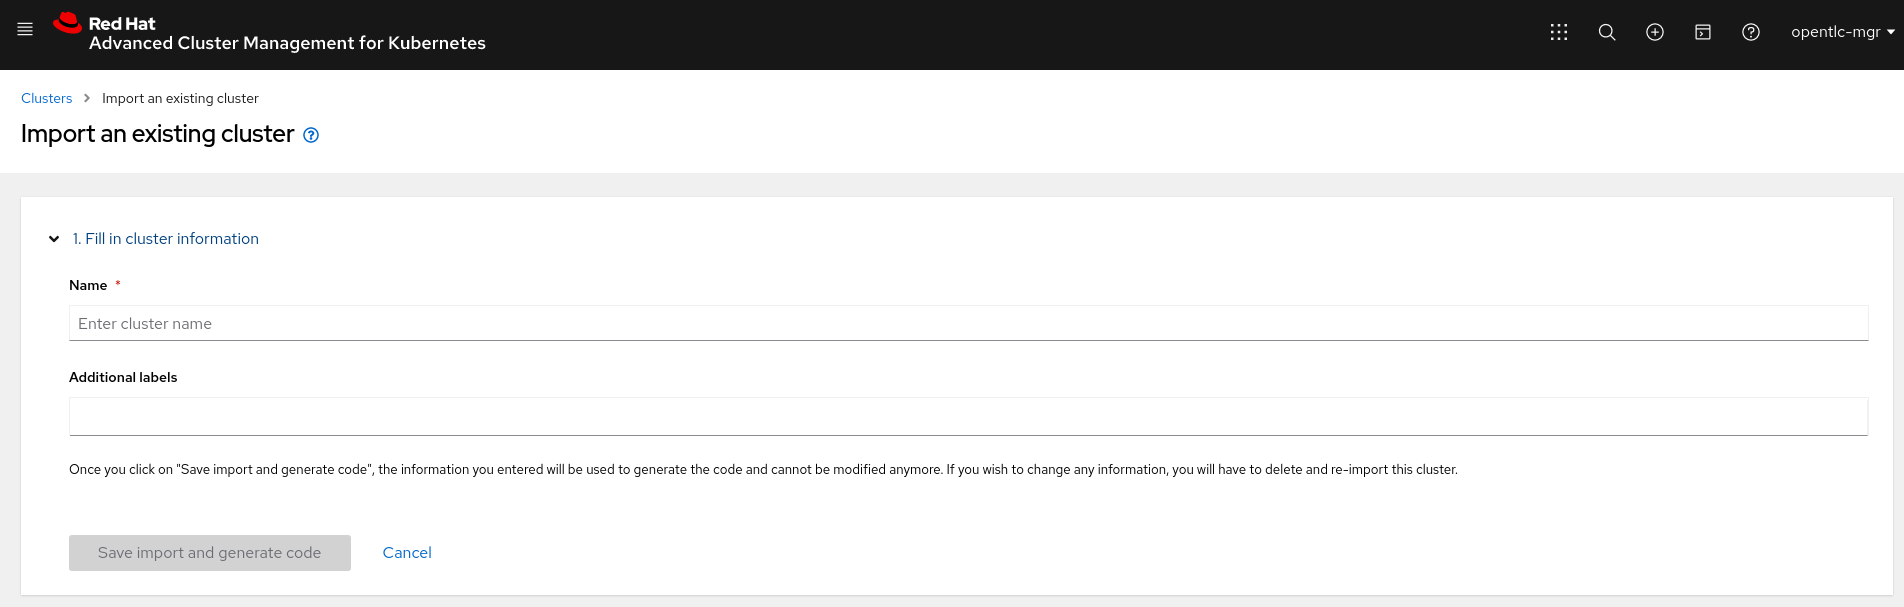 Red Hat
Advanced Cluster Management for Kubernetes
opentlc-mgr
Clusters
Import an existing cluster
Import an existing cluster
1. Fill in cluster information
Name *
Enter cluster name
Additional labels
Once you click on "Save import and generate code", the information you entered will be used to generate the code and cannot be modified anymore. If you wish to change any information, you will have to delete and re-import this cluster.
Save import and generate code
Cancel